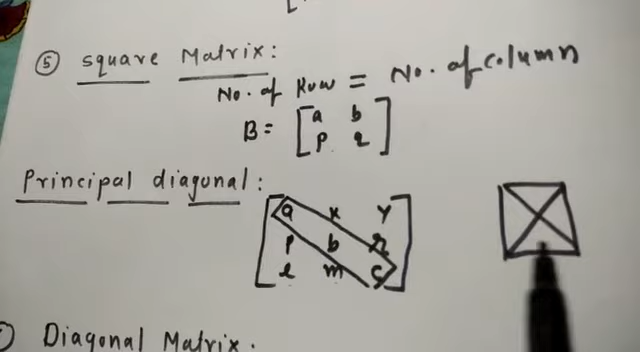 ⑤ Square Matrix:
No. of Row = No. of column
B = [a b
p q]
Principal diagonal:
[a x y
p b
l m c]
Diagonal Matrix.